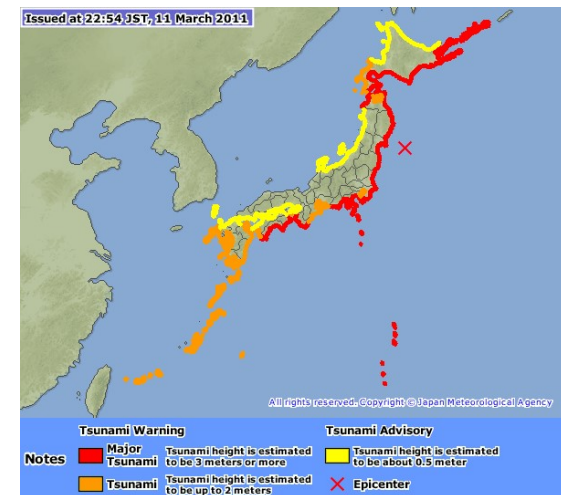 Issued at 22:54 JST, 11 March 2011
All rights reserved. Copyright © Japan Meteorological Agency
Tsunami Warning
Tsunami Advisory
Notes
Major Tsunami
Tsunami height is estimated
to be 3 meters or more
Tsunami height is estimated
to be about 0.5 meter
Tsunami
Tsunami height is estimated
to be up to 2 meters
Epicenter